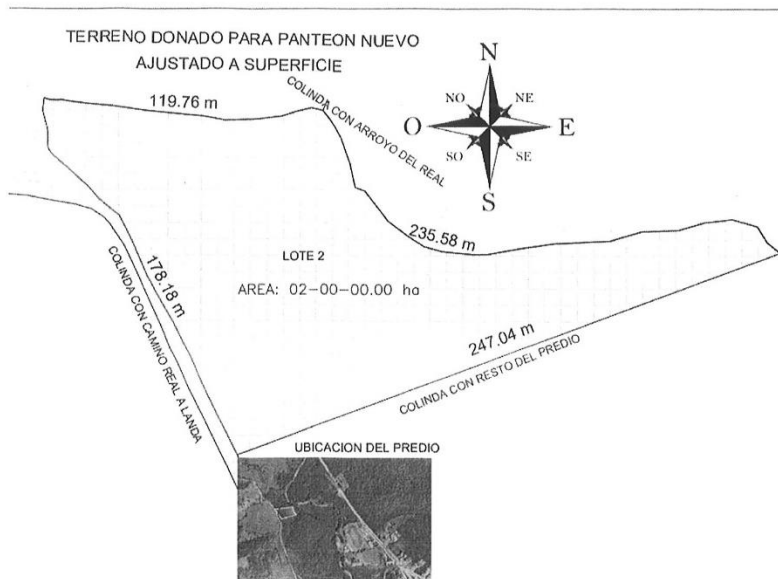 TERRENO DONADO PARA PANTEON NUEVO
AJUSTADO A SUPERFICIE
119.76 m
COLINDA CON ARROYO DEL REAL
N
NO
NE
O
E
SO
SE
S
235.58 m
LOTE 2
AREA: 02-00-00.00 ha
178.18 m
COLINDA CON CAMINO REAL A LANDA
247.04 m
COLINDA CON RESTO DEL PREDIO
UBICACION DEL PREDIO